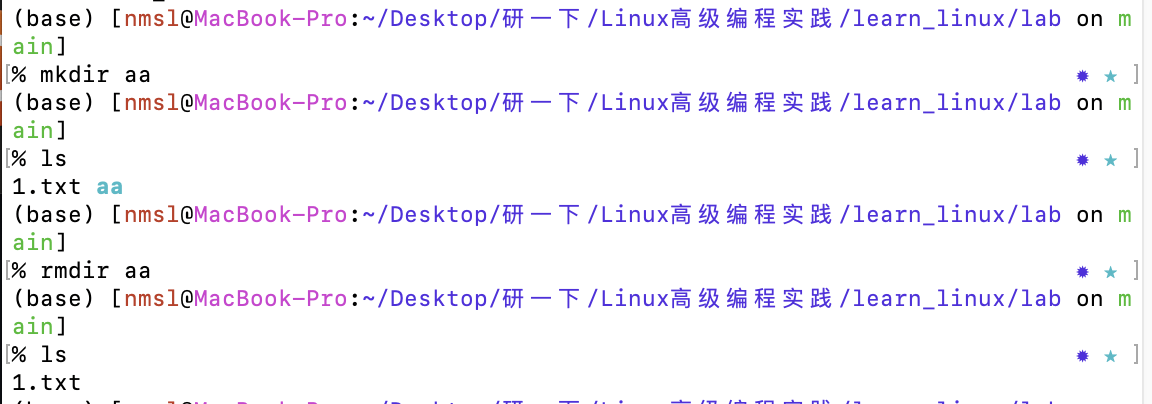 (base) [nmsl@MacBook-Pro:~/Desktop/研一下/Linux高级编程实践/learn_linux/lab on m
ain]
[% mkdir aa ✹ ★ ]
(base) [nmsl@MacBook-Pro:~/Desktop/研一下/Linux高级编程实践/learn_linux/lab on m
ain]
[% ls ✹ ★ ]
1.txt aa
(base) [nmsl@MacBook-Pro:~/Desktop/研一下/Linux高级编程实践/learn_linux/lab on m
ain]
[% rmdir aa ✹ ★ ]
(base) [nmsl@MacBook-Pro:~/Desktop/研一下/Linux高级编程实践/learn_linux/lab on m
ain]
[% ls ✹ ★ ]
1.txt